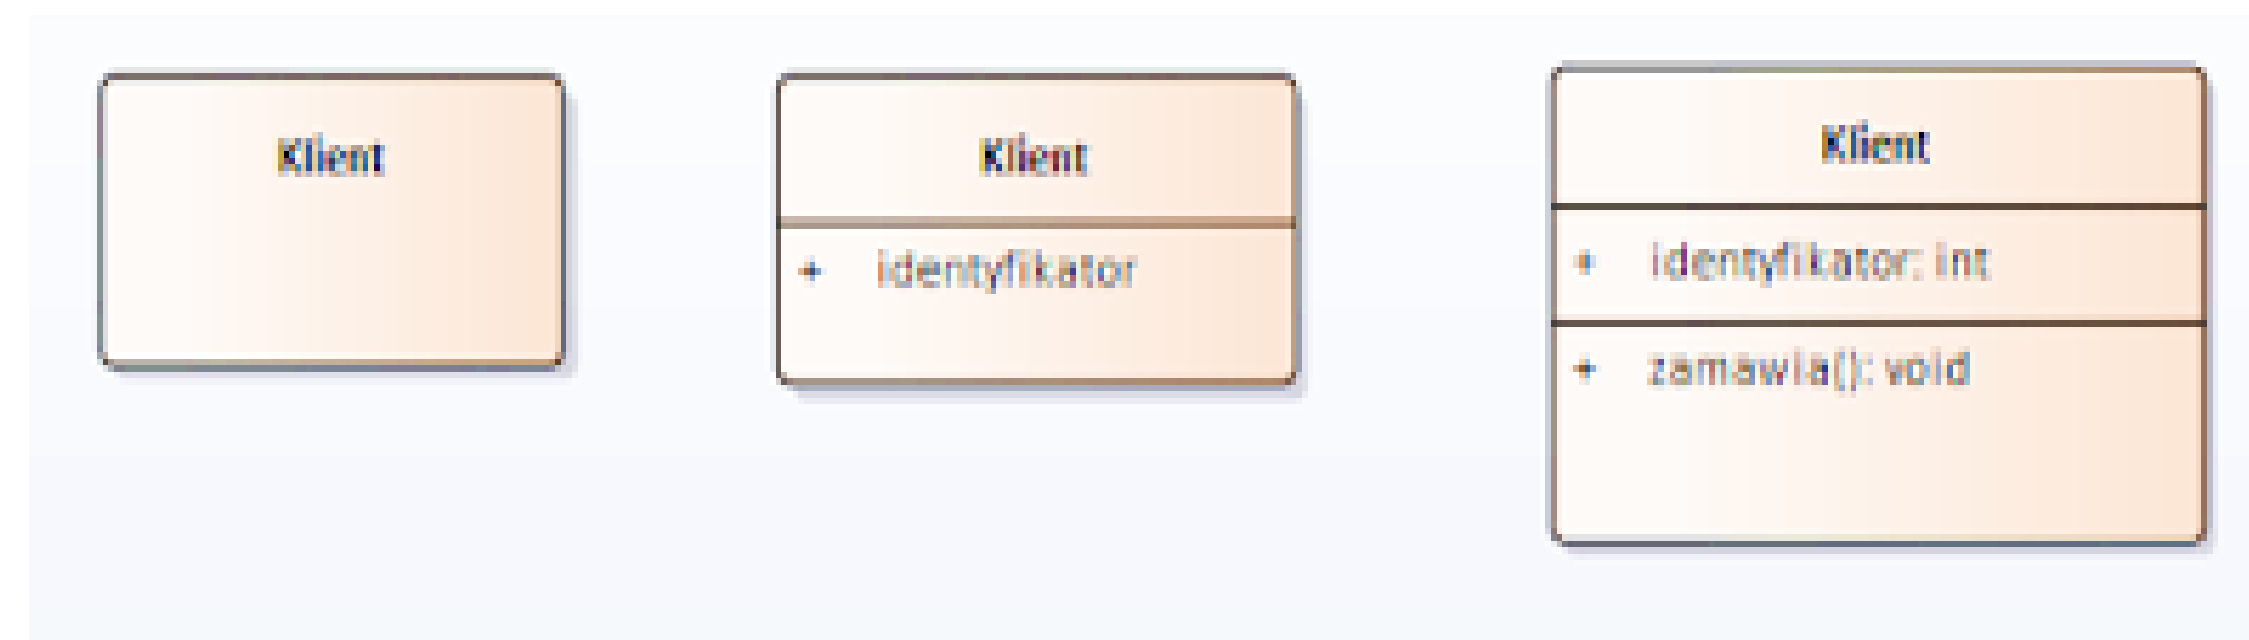 Klient
Klient
+ identyfikator
Klient
+ identyfikator: int
+ zamawia(): void